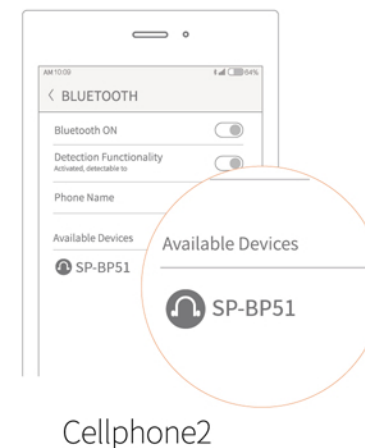 AM 10:09 64%
BLUETOOTH
Bluetooth ON
Detection Functionality
Activated, detectable to
Phone Name
Available Devices
SP-BP51
Available Devices
SP-BP51
Cellphone2